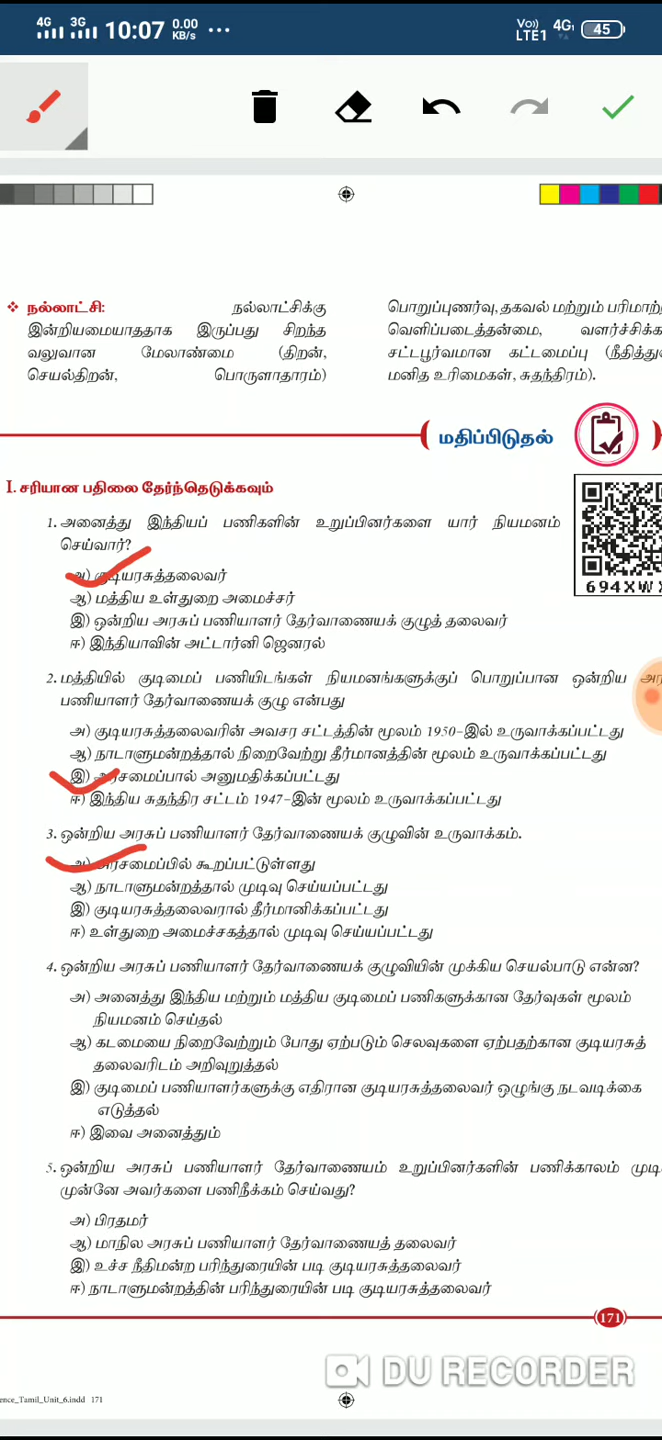 4G 3G 10:07 0.00 KB/s ... Vo)) LTE1 4G 45
❖ நல்லாட்சி: நல்லாட்சிக்கு
இன்றியமையாததாக இருப்பது சிறந்த
வலுவான மேலாண்மை (திறன்,
செயல்திறன், பொருளாதாரம்)
பொறுப்புணர்வு, தகவல் மற்றும்
வெளிப்படைத்தன்மை,
சட்டபூர்வமான கட்டமைப்பு
மனித உரிமைகள், சுதந்திரம்).
மதிப்பிடுதல்
I. சரியான பதிலை தேர்ந்தெடுக்கவும்
694XW
1. அனைத்து இந்தியப் பணிகளின் உறுப்பினர்களை யார் நியமனம்
செய்வார்?
அ) குடியரசுத்தலைவர்
ஆ) மத்திய உள்துறை அமைச்சர்
இ) ஒன்றிய அரசுப் பணியாளர் தேர்வாணையக் குழுத் தலைவர்
ஈ) இந்தியாவின் அட்டார்னி ஜெனரல்
2. மத்தியில் குடிமைப் பணியிடங்கள் நியமனங்களுக்குப் பொறுப்பான ஒன்றிய
பணியாளர் தேர்வாணையக் குழு என்பது
அ) குடியரசுத்தலைவரின் அவசர சட்டத்தின் மூலம் 1950-இல் உருவாக்கப்பட்டது
ஆ) நாடாளுமன்றத்தால் நிறைவேற்று தீர்மானத்தின் மூலம் உருவாக்கப்பட்டது
இ) அரசமைப்பால் அனுமதிக்கப்பட்டது
ஈ) இந்திய சுதந்திர சட்டம் 1947-இன் மூலம் உருவாக்கப்பட்டது
3. ஒன்றிய அரசுப் பணியாளர் தேர்வாணையக் குழுவின் உருவாக்கம்.
அ) அரசமைப்பில் கூறப்பட்டுள்ளது
ஆ) நாடாளுமன்றத்தால் முடிவு செய்யப்பட்டது
இ) குடியரசுத்தலைவரால் தீர்மானிக்கப்பட்டது
ஈ) உள்துறை அமைச்சகத்தால் முடிவு செய்யப்பட்டது
4. ஒன்றிய அரசுப் பணியாளர் தேர்வாணையக் குழுவியின் முக்கிய செயல்பாடு என்ன?
அ) அனைத்து இந்திய மற்றும் மத்திய குடிமைப் பணிகளுக்கான தேர்வுகள் மூலம்
நியமனம் செய்தல்
ஆ) கடமையை நிறைவேற்றும் போது ஏற்படும் செலவுகளை ஏற்பதற்கான குடியரசுத்
தலைவரிடம் அறிவுறுத்தல்
இ) குடிமைப் பணியாளர்களுக்கு எதிரான குடியரசுத்தலைவர் ஒழுங்கு நடவடிக்கை
எடுத்தல்
ஈ) இவை அனைத்தும்
5. ஒன்றிய அரசுப் பணியாளர் தேர்வாணையம் உறுப்பினர்களின் பணிக்காலம்
முன்னே அவர்களை பணிநீக்கம் செய்வது?
அ) பிரதமர்
ஆ) மாநில அரசுப் பணியாளர் தேர்வாணையத் தலைவர்
இ) உச்ச நீதிமன்ற பரிந்துரையின் படி குடியரசுத்தலைவர்
ஈ) நாடாளுமன்றத்தின் பரிந்துரையின் படி குடியரசுத்தலைவர்
171
DU RECORDER
ence_Tamil_Unit_6.indd 171